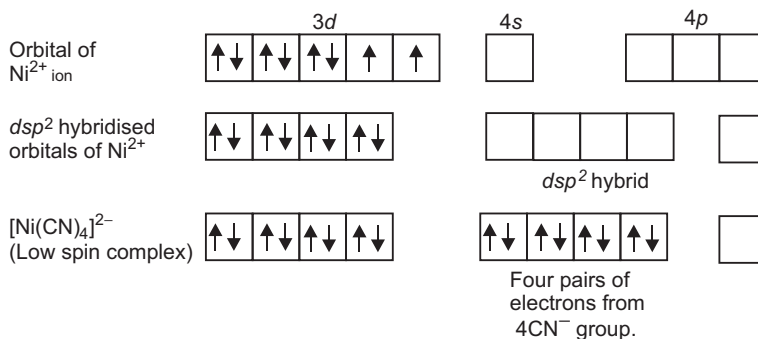 3d 4s 4p
Orbital of
Ni²⁺ ion
dsp² hybridised
orbitals of Ni²⁺
dsp² hybrid
[Ni(CN)₄]²⁻
(Low spin complex)
Four pairs of
electrons from
4CN⁻ group.